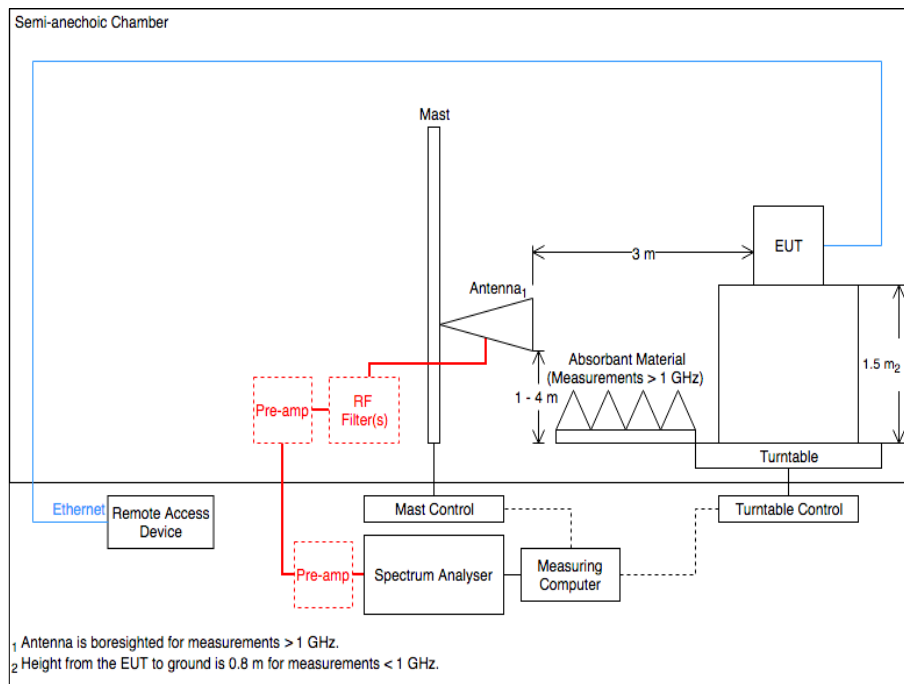 Semi-anechoic Chamber
Mast
EUT
3 m
Antenna1
1.5 m2
Absorbant Material
(Measurements > 1 GHz)
1 - 4 m
Pre-amp
RF
Filter(s)
Turntable
Ethernet
Remote Access
Device
Mast Control
Turntable Control
Pre-amp
Spectrum Analyser
Measuring
Computer
1 Antenna is boresighted for measurements > 1 GHz.
2 Height from the EUT to ground is 0.8 m for measurements < 1 GHz.